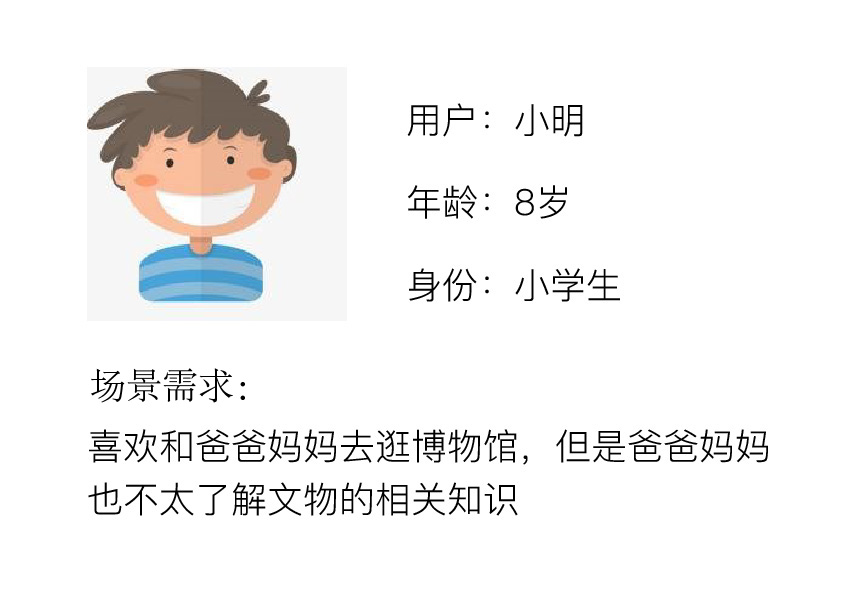 用户：小明
年龄：8岁
身份：小学生
场景需求：
喜欢和爸爸妈妈去逛博物馆，但是爸爸妈妈
也不太了解文物的相关知识